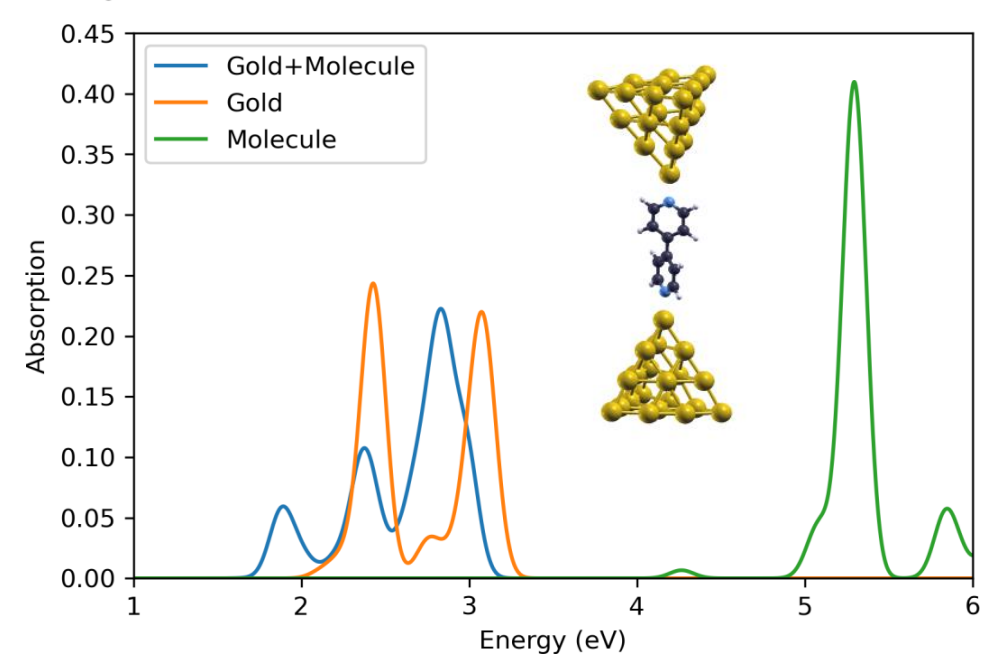 0.45
0.40
0.35
0.30
0.25
0.20
0.15
0.10
0.05
0.00
Absorption
Gold+Molecule
Gold
Molecule
1 2 3 4 5 6
Energy (eV)